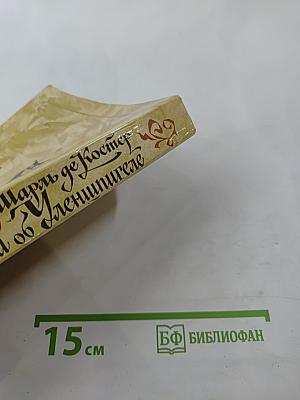 Шарль де Костер
об Уленшпигеле
15 см
БФ БИБЛИОФАН